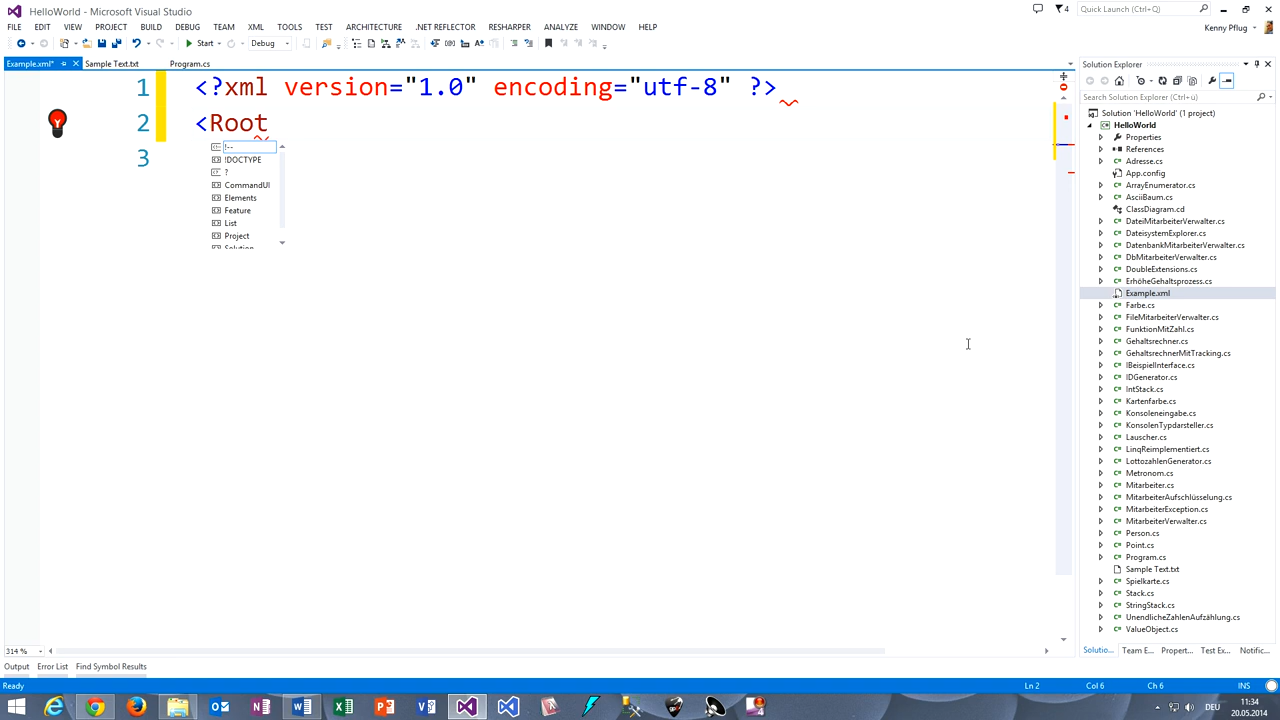 HelloWorld - Microsoft Visual Studio
4
Quick Launch (Ctrl+Q)
FILE EDIT VIEW PROJECT BUILD DEBUG TEAM XML TOOLS TEST ARCHITECTURE .NET REFLECTOR RESHARPER ANALYZE WINDOW HELP
Kenny Pflug
Start Debug
Example.xml* Sample Text.txt Program.cs
1 <?xml version="1.0" encoding="utf-8" ?>
2 <Root
3
!--
!DOCTYPE
?
CommandUI
Elements
Feature
List
Project
Solution
Solution Explorer
Search Solution Explorer (Ctrl+ü)
Solution 'HelloWorld' (1 project)
HelloWorld
Properties
References
Adresse.cs
App.config
ArrayEnumerator.cs
AsciiBaum.cs
ClassDiagram.cd
DateiMitarbeiterVerwalter.cs
DateisystemExplorer.cs
DatenbankMitarbeiterVerwalter.cs
DbMitarbeiterVerwalter.cs
DoubleExtensions.cs
ErhöheGehaltsprozess.cs
Example.xml
Farbe.cs
FileMitarbeiterVerwalter.cs
FunktionMitZahl.cs
Gehaltsrechner.cs
GehaltsrechnerMitTracking.cs
IBeispielInterface.cs
IDGenerator.cs
IntStack.cs
Kartenfarbe.cs
Konsoleneingabe.cs
KonsolenTypdarsteller.cs
Lauscher.cs
LinqReimplementiert.cs
LottozahlenGenerator.cs
Metronom.cs
Mitarbeiter.cs
MitarbeiterAufschlüsselung.cs
MitarbeiterException.cs
MitarbeiterVerwalter.cs
Person.cs
Point.cs
Program.cs
Sample Text.txt
Spielkarte.cs
Stack.cs
StringStack.cs
UnendlicheZahlenAufzählung.cs
ValueObject.cs
314 %
Solutio... Team E... Propert... Test Ex... Notific...
Output Error List Find Symbol Results
Ready Ln 2 Col 6 Ch 6 INS
DEU 11:34
20.05.2014